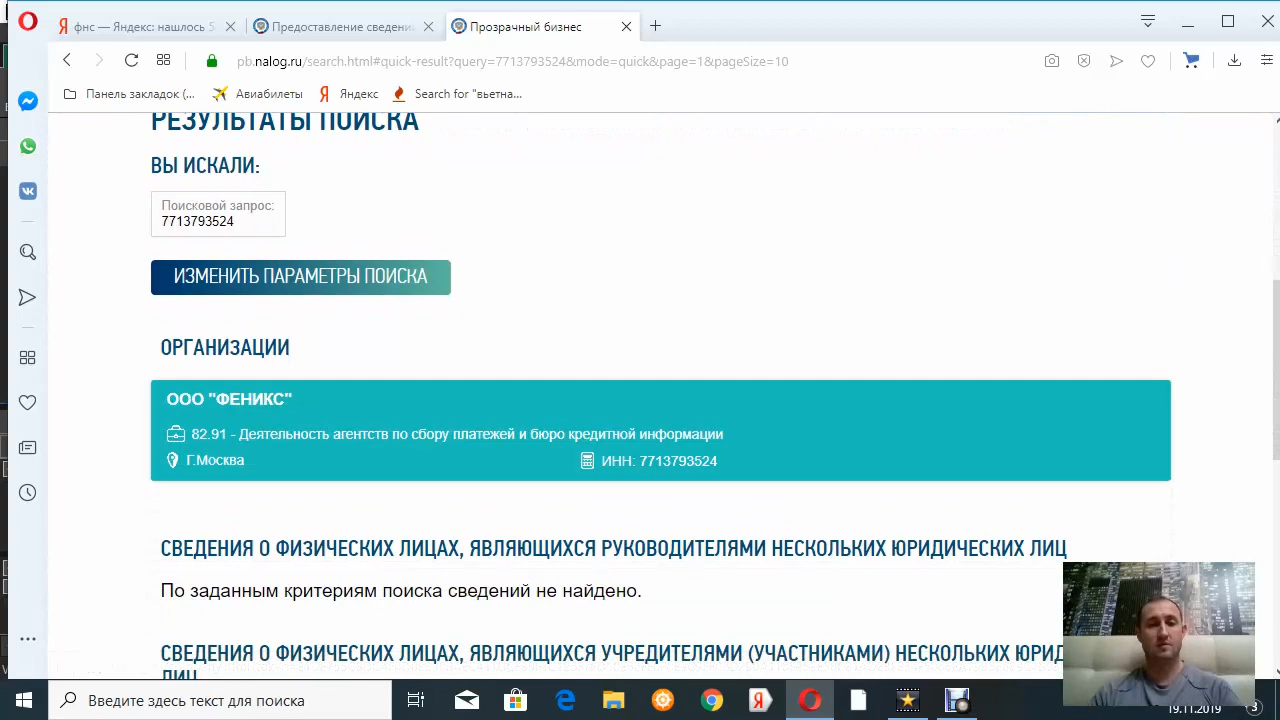 фнс — Яндекс: нашлось 5
Предоставление сведени
Прозрачный бизнес
pb.nalog.ru/search.html#quick-result?query=7713793524&mode=quick&page=1&pageSize=10
Панель закладок (...
Авиабилеты
Яндекс
Search for "вьетна...
РЕЗУЛЬТАТЫ ПОИСКА
ВЫ ИСКАЛИ:
Поисковой запрос:
7713793524
ИЗМЕНИТЬ ПАРАМЕТРЫ ПОИСКА
ОРГАНИЗАЦИИ
ООО "ФЕНИКС"
82.91 - Деятельность агентств по сбору платежей и бюро кредитной информации
Г.Москва
ИНН: 7713793524
СВЕДЕНИЯ О ФИЗИЧЕСКИХ ЛИЦАХ, ЯВЛЯЮЩИХСЯ РУКОВОДИТЕЛЯМИ НЕСКОЛЬКИХ ЮРИДИЧЕСКИХ ЛИЦ
По заданным критериям поиска сведений не найдено.
СВЕДЕНИЯ О ФИЗИЧЕСКИХ ЛИЦАХ, ЯВЛЯЮЩИХСЯ УЧРЕДИТЕЛЯМИ (УЧАСТНИКАМИ) НЕСКОЛЬКИХ ЮРИД
ЛИЦ
Введите здесь текст для поиска
19.11.2019
3